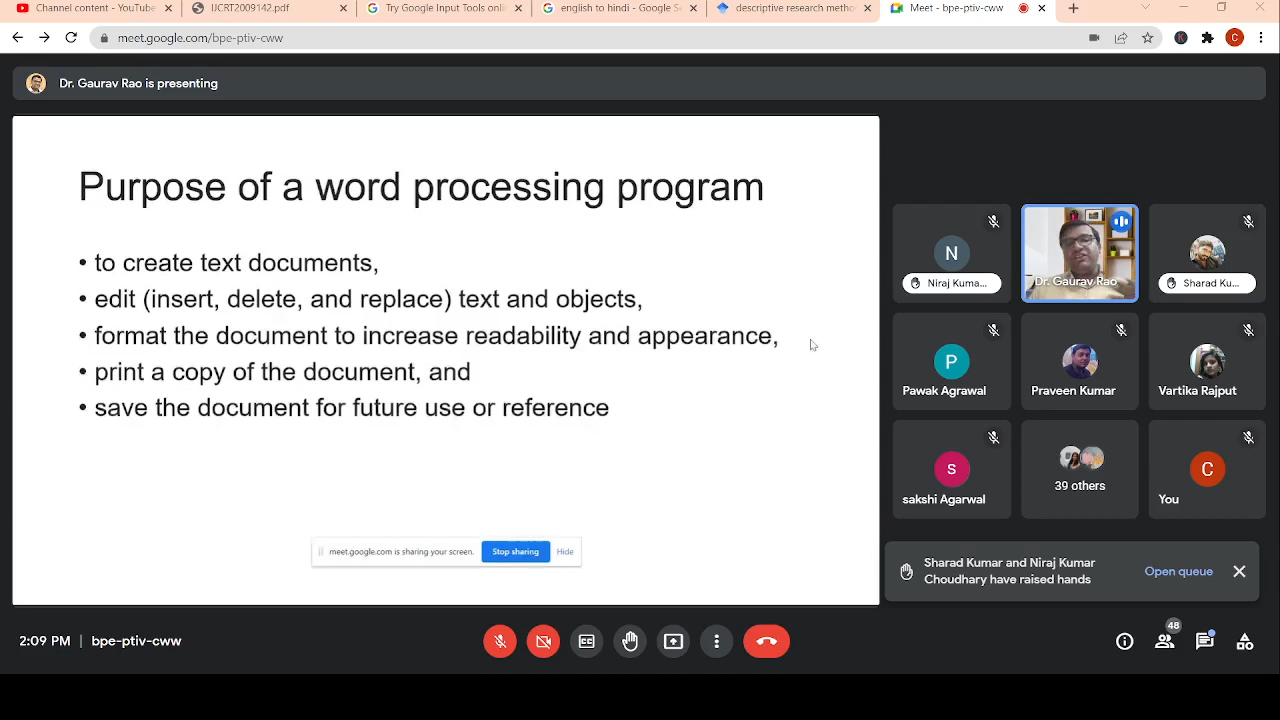 Channel content - YouTube
IJCRT2009142.pdf
Try Google Input Tools onli
english to hindi - Google Se
descriptive research metho
Meet - bpe-ptiv-cww
meet.google.com/bpe-ptiv-cww
K
C
Dr. Gaurav Rao is presenting
Purpose of a word processing program
• to create text documents,
• edit (insert, delete, and replace) text and objects,
• format the document to increase readability and appearance,
• print a copy of the document, and
• save the document for future use or reference
meet.google.com is sharing your screen.
Stop sharing
Hide
N
Niraj Kuma...
Dr. Gaurav Rao
Sharad Ku...
P
Pawak Agrawal
Praveen Kumar
Vartika Rajput
s
sakshi Agarwal
39 others
C
You
Sharad Kumar and Niraj Kumar
Choudhary have raised hands
Open queue
2:09 PM | bpe-ptiv-cww
CC
48